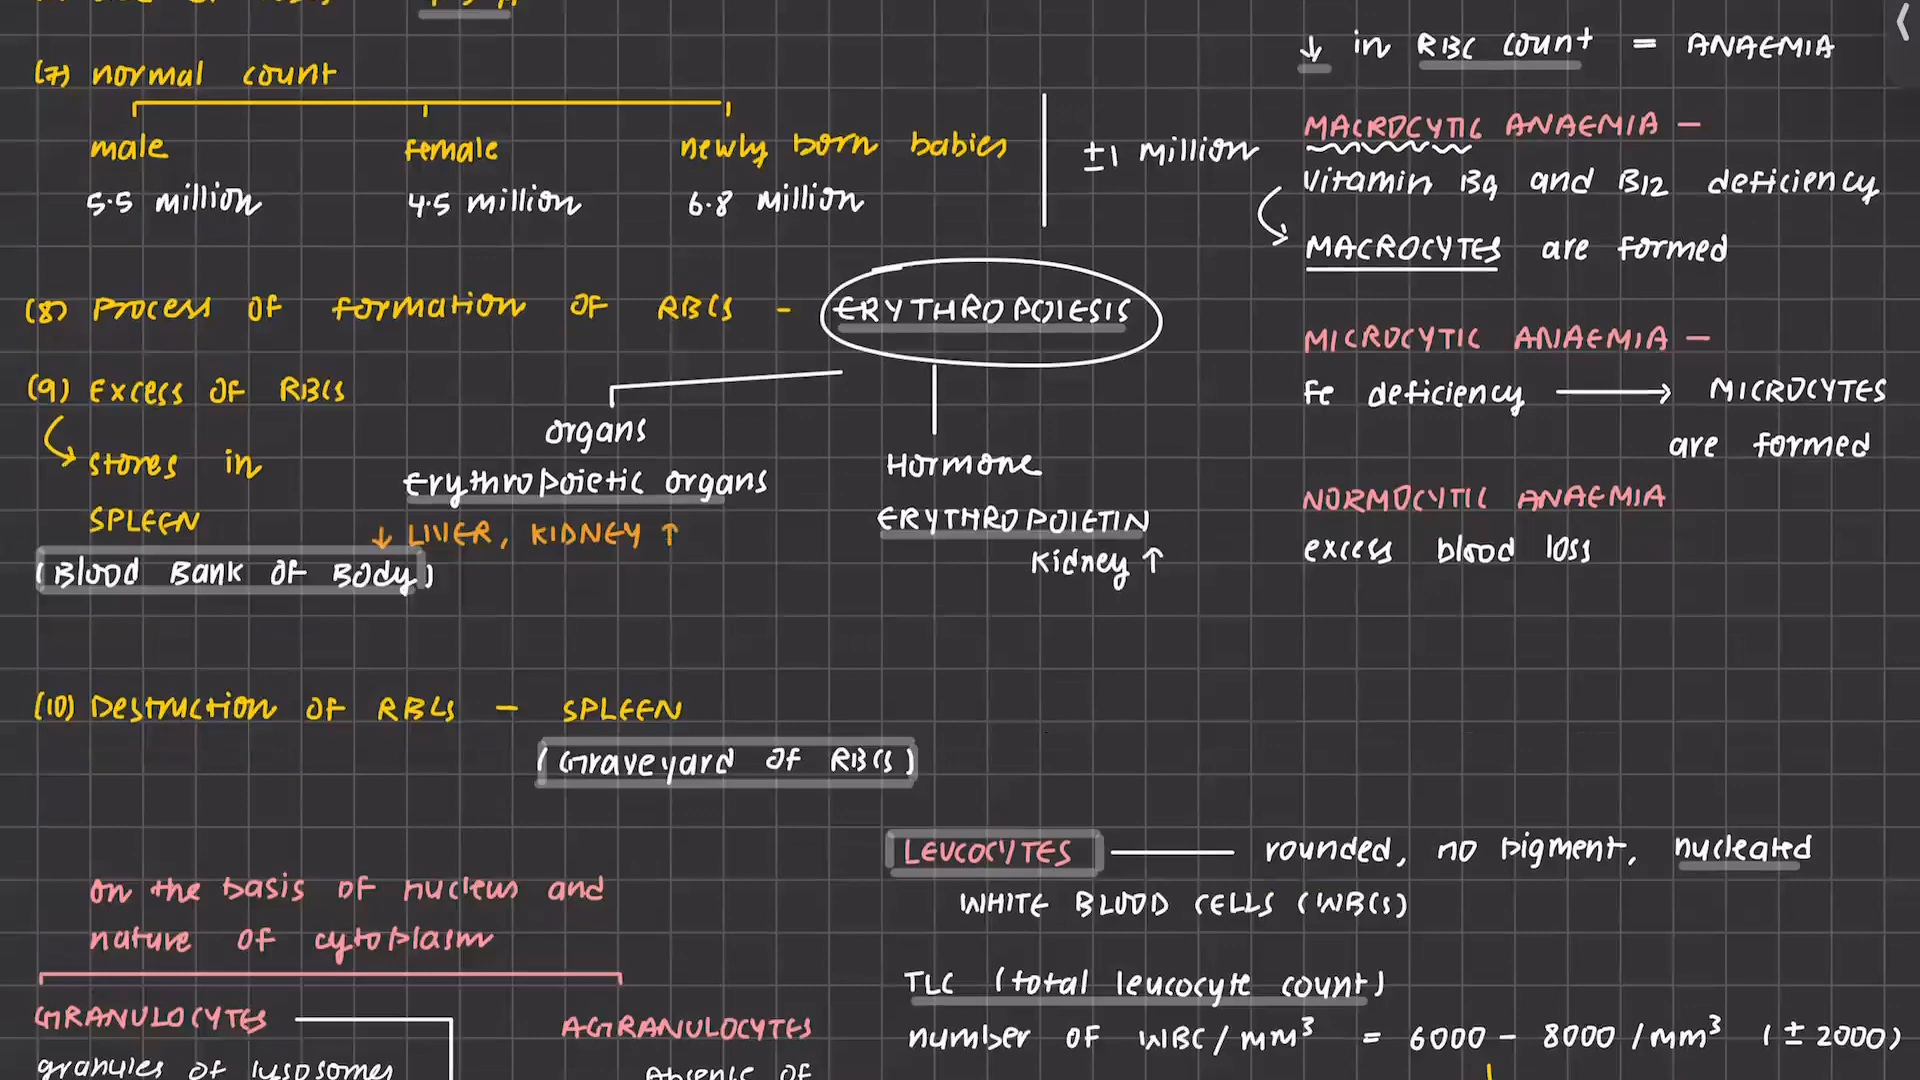 (7) normal count
male female newly born babies
5.5 million 4.5 million 6.8 million
±1 million
(8) Process of formation of RBCs - ERYTHROPOIESIS
(9) Excess of RBCs
stores in
SPLEEN
(Blood Bank of Body)
organs
erythropoietic organs
↓ LIVER, KIDNEY ↑
Hormone
ERYTHROPOIETIN
kidney ↑
↓ in RBC count = ANAEMIA
MACROCYTIC ANAEMIA -
vitamin B9 and B12 deficiency
MACROCYTES are formed
MICROCYTIC ANAEMIA -
Fe deficiency → MICROCYTES
are formed
NORMOCYTIC ANAEMIA
excess blood loss
(10) Destruction of RBCs - SPLEEN
(Graveyard of RBCs)
LEUCOCYTES — rounded, no pigment, nucleated
WHITE BLOOD CELLS (WBCs)
TLC (total leucocyte count)
number of WBC/mm³ = 6000 - 8000/mm³ (±2000)
on the basis of nucleus and
nature of cytoplasm
GRANULOCYTES AGRANULOCYTES
granules of lysosomes Absence of